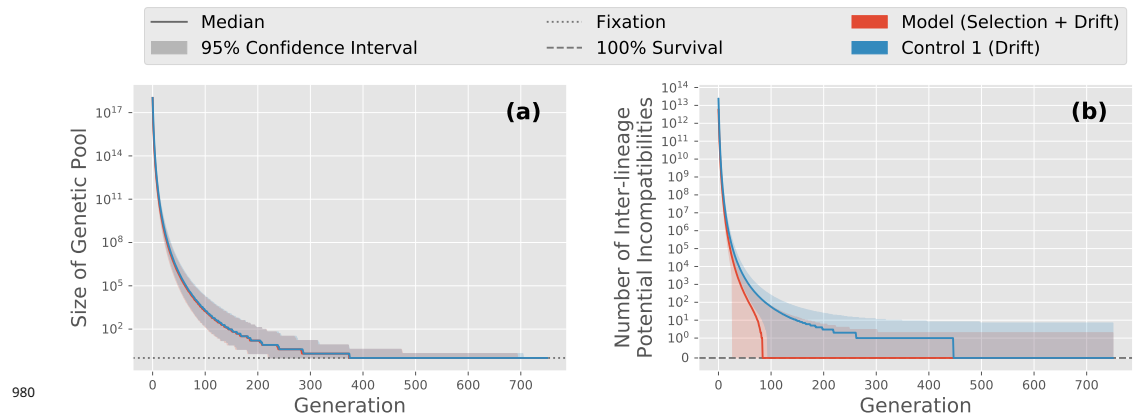 Median
95% Confidence Interval
Fixation
100% Survival
Model (Selection + Drift)
Control 1 (Drift)
(a)
Size of Genetic Pool
10^17
10^14
10^11
10^8
10^5
10^2
0 100 200 300 400 500 600 700
Generation
(b)
Number of Inter-lineage
Potential Incompatibilities
10^14
10^13
10^12
10^11
10^10
10^9
10^8
10^7
10^6
10^5
10^4
10^3
10^2
10^1
10^0
0
0 100 200 300 400 500 600 700
Generation
980